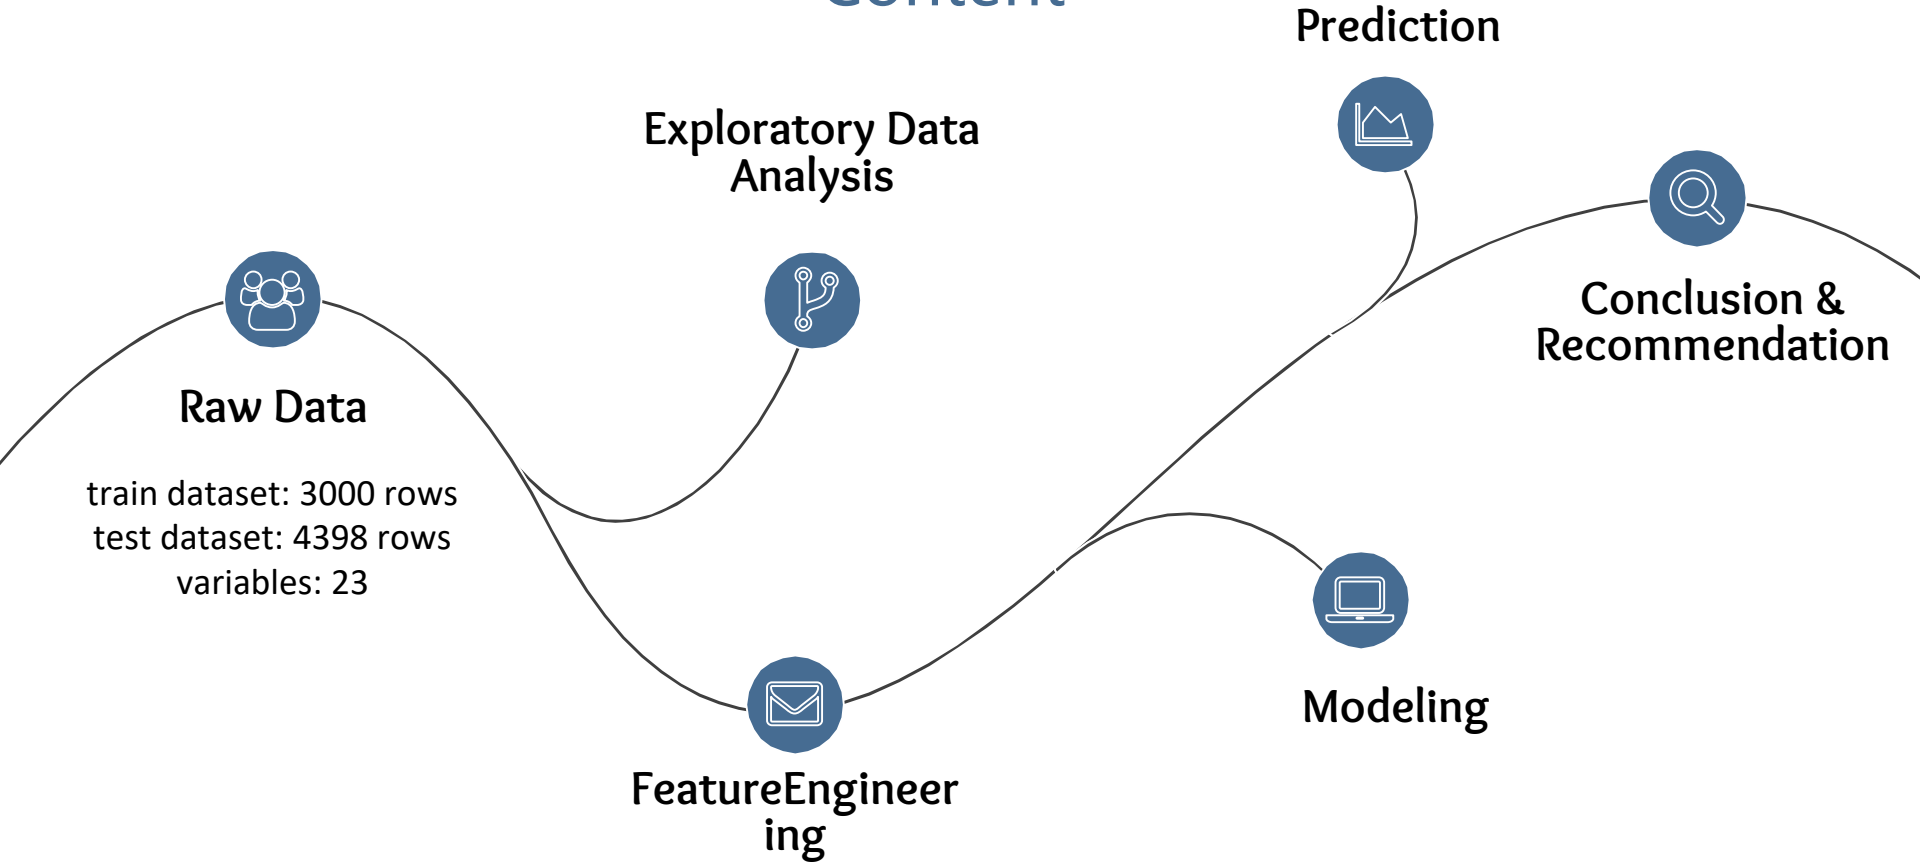 Content
Prediction
Exploratory Data
Analysis
Conclusion &
Recommendation
Raw Data
train dataset: 3000 rows
test dataset: 4398 rows
variables: 23
Modeling
FeatureEngineer
ing